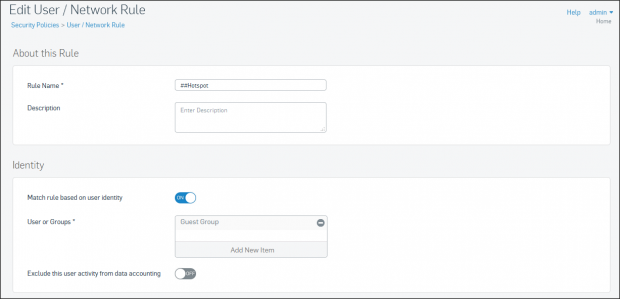 Edit User / Network Rule
Help admin
Security Policies > User / Network Rule
Home
About this Rule
Rule Name *
##Hotspot
Description
Enter Description
Identity
Match rule based on user identity
ON
User or Groups *
Guest Group
Add New Item
Exclude this user activity from data accounting
OFF